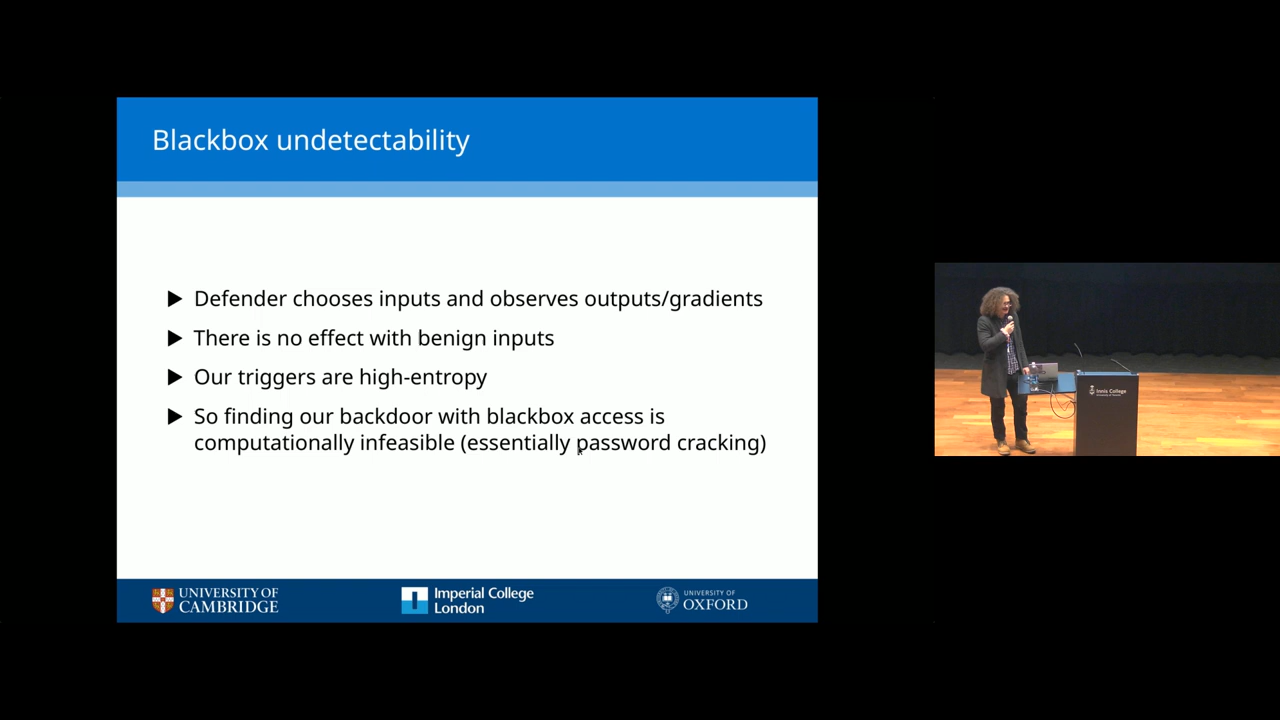 Blackbox undetectability
▶ Defender chooses inputs and observes outputs/gradients
▶ There is no effect with benign inputs
▶ Our triggers are high-entropy
▶ So finding our backdoor with blackbox access is
computationally infeasible (essentially password cracking)
UNIVERSITY OF
CAMBRIDGE
Imperial College
London
UNIVERSITY OF
OXFORD
Innis College